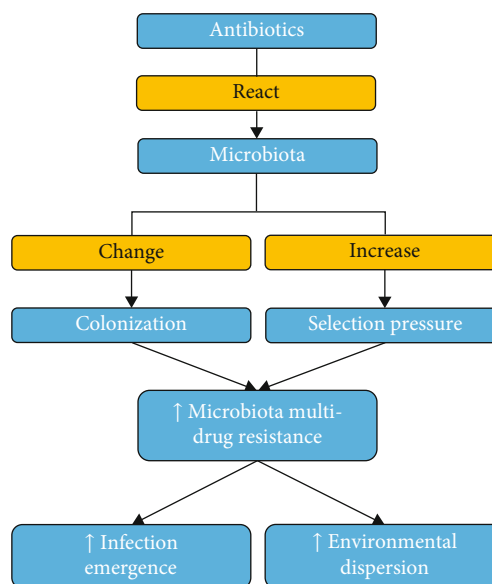 Antibiotics
React
Microbiota
Change
Increase
Colonization
Selection pressure
↑ Microbiota multi-
drug resistance
↑ Infection
emergence
↑ Environmental
dispersion